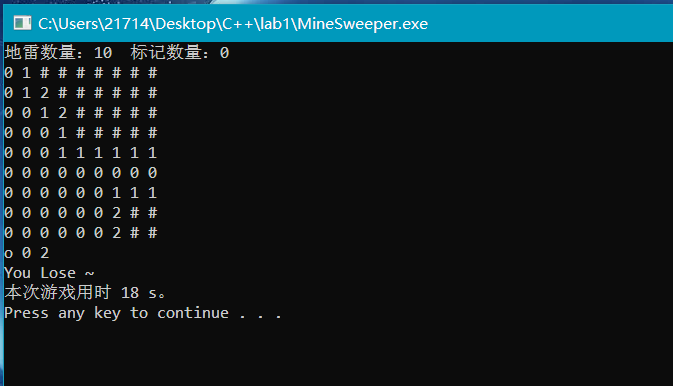 C:\Users\21714\Desktop\C++\lab1\MineSweeper.exe
地雷数量：10  标记数量：0
0 1 # # # # # # #
0 1 2 # # # # # #
0 0 1 2 # # # # #
0 0 0 1 # # # # #
0 0 0 1 1 1 1 1 1
0 0 0 0 0 0 0 0 0
0 0 0 0 0 0 1 1 1
0 0 0 0 0 0 2 # #
0 0 0 0 0 0 2 # #
o 0 2
You Lose ~
本次游戏用时 18 s。
Press any key to continue . . .